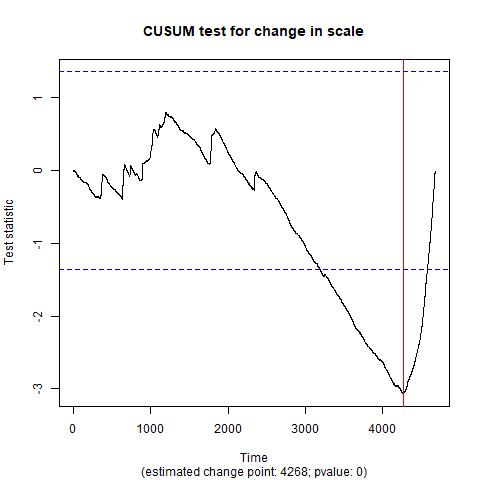 CUSUM test for change in scale
Test statistic
1
0
-1
-2
-3
0 1000 2000 3000 4000
Time
(estimated change point: 4268; pvalue: 0)